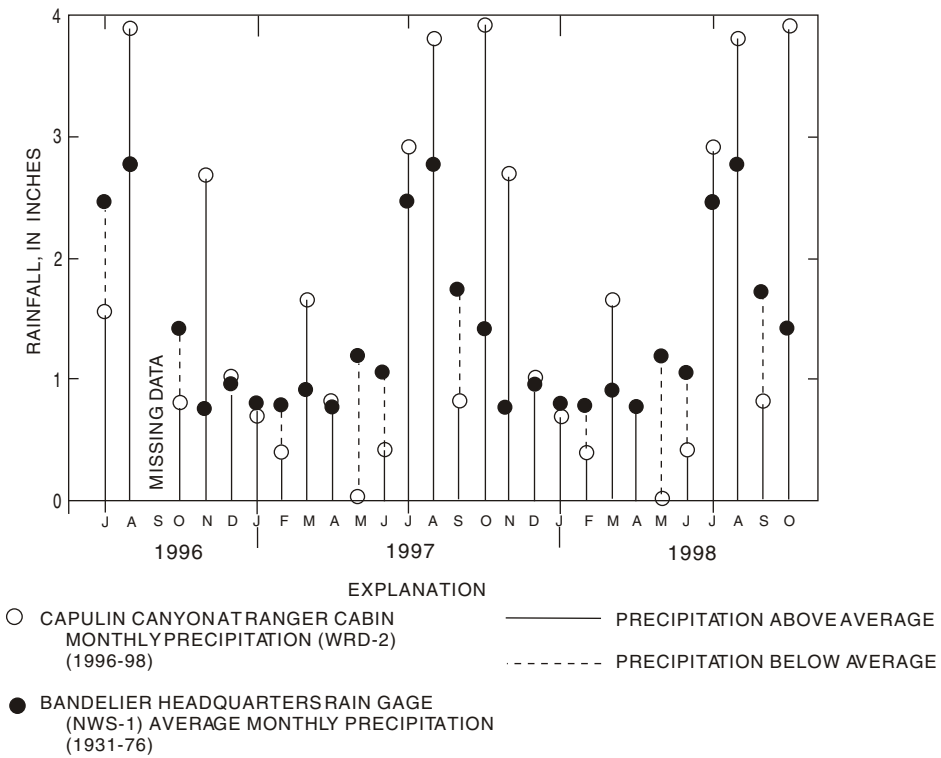 4
3
2
1
0
RAINFALL, IN INCHES
MISSING DATA
J A S O N D J F M A M J J A S O N D J F M A M J J A S O
1996 1997 1998
EXPLANATION
CAPULIN CANYON AT RANGER CABIN
MONTHLY PRECIPITATION (WRD-2)
(1996-98)
BANDELIER HEADQUARTERS RAIN GAGE
(NWS-1) AVERAGE MONTHLY PRECIPITATION
(1931-76)
PRECIPITATION ABOVE AVERAGE
PRECIPITATION BELOW AVERAGE